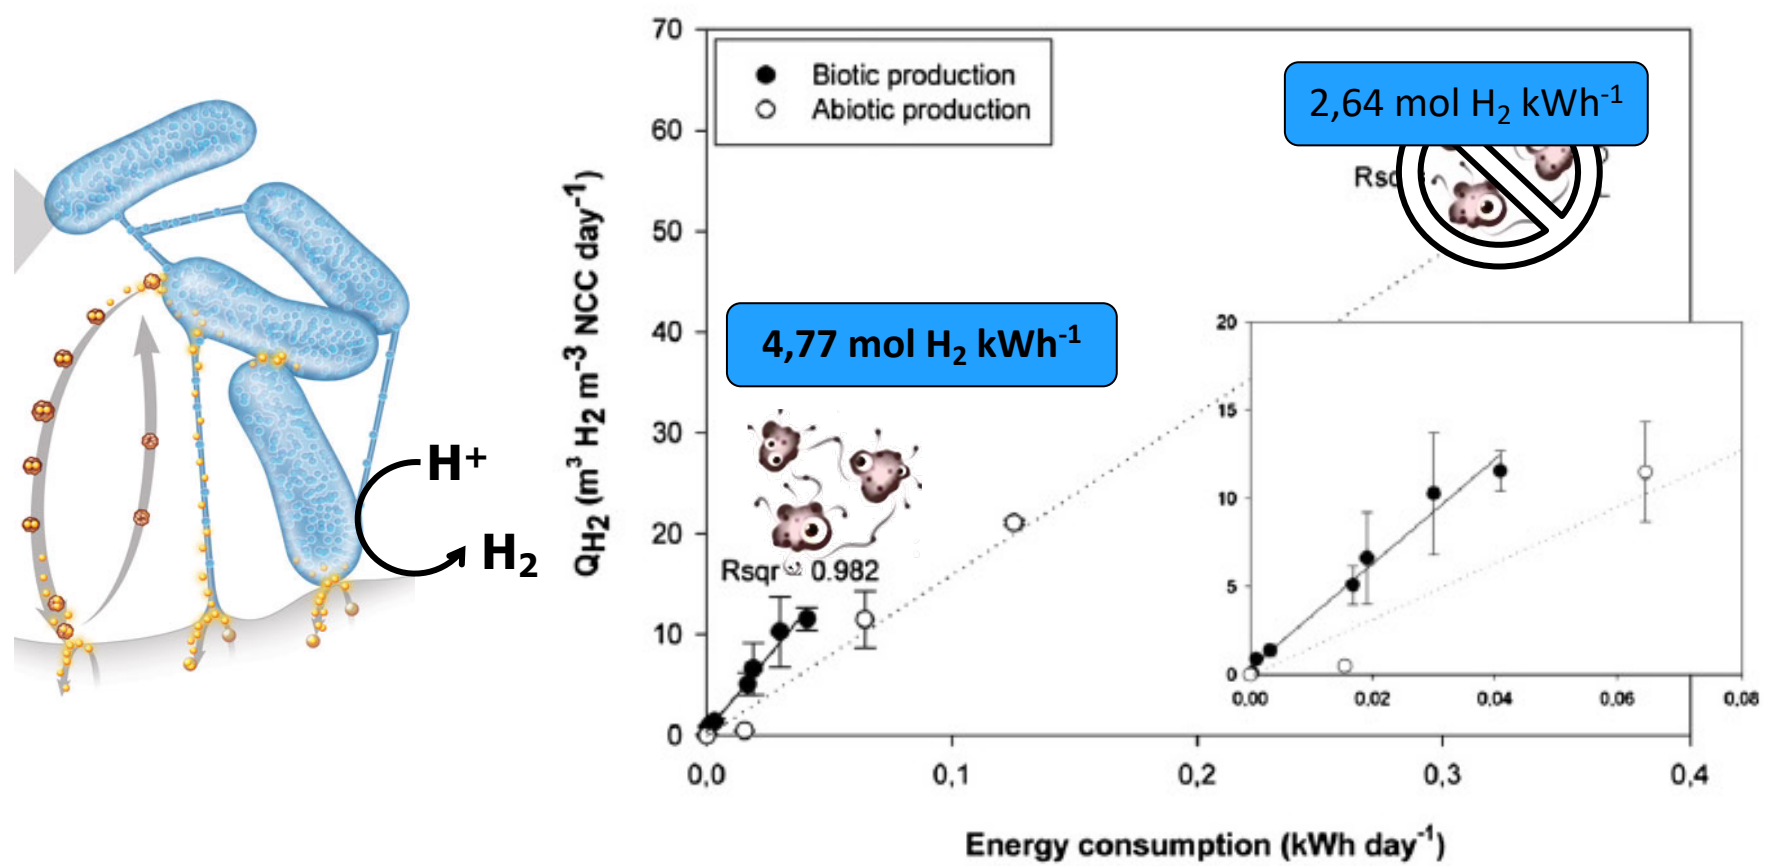 H⁺
H₂
Q_H₂ (m³ H₂ m⁻³ NCC day⁻¹)
70
60
50
40
30
20
10
0
Biotic production
Abiotic production
2,64 mol H₂ kWh⁻¹
4,77 mol H₂ kWh⁻¹
Rsqr = 0.982
20
15
10
5
0
0,00 0,02 0,04 0,06 0,08
0,0 0,1 0,2 0,3 0,4
Energy consumption (kWh day⁻¹)